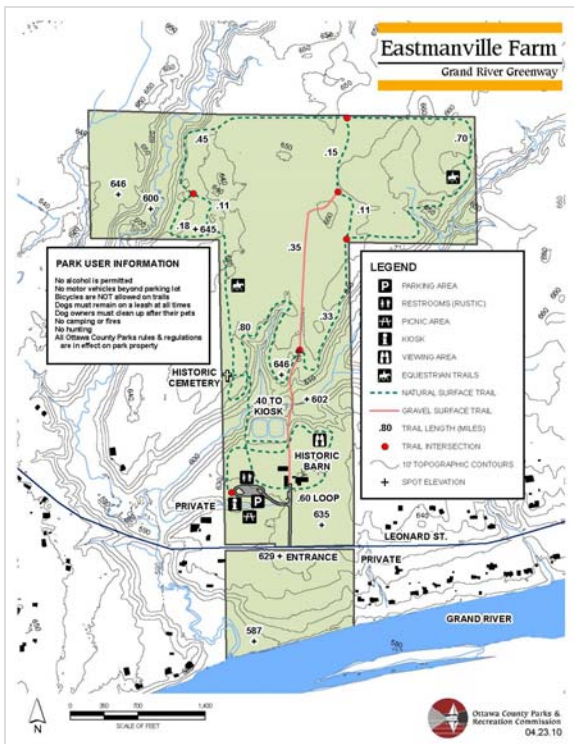 Eastmanville Farm
Grand River Greenway
.45
.15
.70
646
600
.11
.18
645
.11
.35
PARK USER INFORMATION
No alcohol is permitted
No motor vehicles beyond parking lot
Bicycles are NOT allowed on trails
Dogs must remain on a leash at all times
Dog owners must clean up after their pets
No camping or fires
No hunting
All Ottawa County Parks rules & regulations
are in effect on park property
LEGEND
P PARKING AREA
RESTROOMS (RUSTIC)
PICNIC AREA
KIOSK
VIEWING AREA
EQUESTRIAN TRAILS
NATURAL SURFACE TRAIL
GRAVEL SURFACE TRAIL
.80 TRAIL LENGTH (MILES)
TRAIL INTERSECTION
10' TOPOGRAPHIC CONTOURS
SPOT ELEVATION
.80
.33
HISTORIC
CEMETERY
646
.40 TO
KIOSK
602
HISTORIC
BARN
P
PRIVATE
.60 LOOP
635
LEONARD ST.
629
ENTRANCE
PRIVATE
GRAND RIVER
587
N
0 350 700 1,400
SCALE OF FEET
Ottawa County Parks &
Recreation Commission
04.23.10